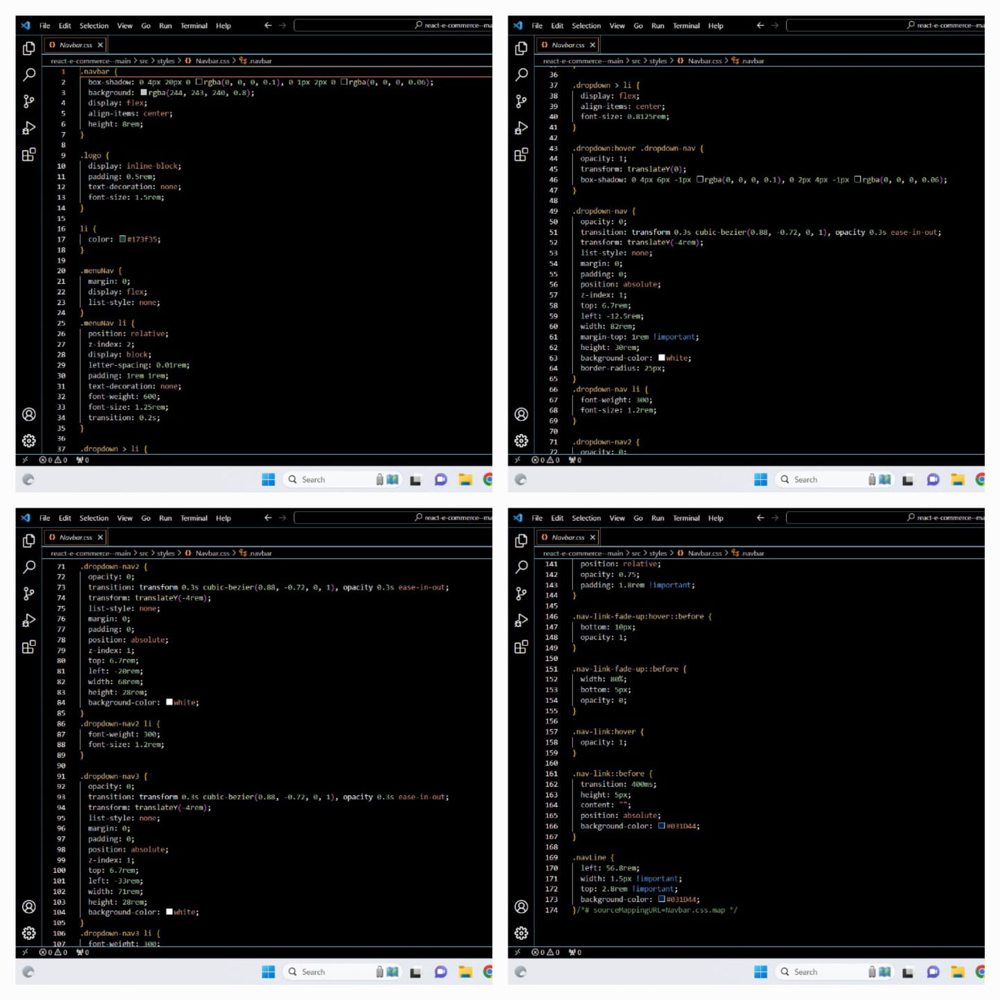 File Edit Selection View Go Run Terminal Help
react-e-commerce--ma
Navbar.css
react-e-commerce--main > src > styles > Navbar.css > .navbar
1 .navbar {
2 box-shadow: 0 4px 20px 0 rgba(0, 0, 0, 0.1), 0 1px 2px 0 rgba(0, 0, 0, 0.06);
3 background: rgba(244, 243, 240, 0.8);
4 display: flex;
5 align-items: center;
6 height: 8rem;
7 }
8
9 .logo {
10 display: inline-block;
11 padding: 0.5rem;
12 text-decoration: none;
13 font-size: 1.5rem;
14 }
15
16 li {
17 color: #173f35;
18 }
19
20 .menuNav {
21 margin: 0;
22 display: flex;
23 list-style: none;
24 }
25 .menuNav li {
26 position: relative;
27 z-index: 2;
28 display: block;
29 letter-spacing: 0.01rem;
30 padding: 1rem 1rem;
31 text-decoration: none;
32 font-weight: 600;
33 font-size: 1.25rem;
34 transition: 0.2s;
35 }
36
37 .dropdown > li {
0 0 0
Search
File Edit Selection View Go Run Terminal Help
react-e-commerce--ma
Navbar.css
react-e-commerce--main > src > styles > Navbar.css > .navbar
36
37 .dropdown > li {
38 display: flex;
39 align-items: center;
40 font-size: 0.8125rem;
41 }
42
43 .dropdown:hover .dropdown-nav {
44 opacity: 1;
45 transform: translateY(0);
46 box-shadow: 0 4px 6px -1px rgba(0, 0, 0, 0.1), 0 2px 4px -1px rgba(0, 0, 0, 0.06);
47 }
48
49 .dropdown-nav {
50 opacity: 0;
51 transition: transform 0.3s cubic-bezier(0.88, -0.72, 0, 1), opacity 0.3s ease-in-out;
52 transform: translateY(-4rem);
53 list-style: none;
54 margin: 0;
55 padding: 0;
56 position: absolute;
57 z-index: 1;
58 top: 6.7rem;
59 left: -12.5rem;
60 width: 82rem;
61 margin-top: 1rem !important;
62 height: 30rem;
63 background-color: white;
64 border-radius: 25px;
65 }
66 .dropdown-nav li {
67 font-weight: 300;
68 font-size: 1.2rem;
69 }
70
71 .dropdown-nav2 {
72 opacity: 0;
0 0 0
Search
File Edit Selection View Go Run Terminal Help
react-e-commerce--ma
Navbar.css
react-e-commerce--main > src > styles > Navbar.css > .navbar
71 .dropdown-nav2 {
72 opacity: 0;
73 transition: transform 0.3s cubic-bezier(0.88, -0.72, 0, 1), opacity 0.3s ease-in-out;
74 transform: translateY(-4rem);
75 list-style: none;
76 margin: 0;
77 padding: 0;
78 position: absolute;
79 z-index: 1;
80 top: 6.7rem;
81 left: -20rem;
82 width: 68rem;
83 height: 28rem;
84 background-color: white;
85 }
86 .dropdown-nav2 li {
87 font-weight: 300;
88 font-size: 1.2rem;
89 }
90
91 .dropdown-nav3 {
92 opacity: 0;
93 transition: transform 0.3s cubic-bezier(0.88, -0.72, 0, 1), opacity 0.3s ease-in-out;
94 transform: translateY(-4rem);
95 list-style: none;
96 margin: 0;
97 padding: 0;
98 position: absolute;
99 z-index: 1;
100 top: 6.7rem;
101 left: -33rem;
102 width: 71rem;
103 height: 28rem;
104 background-color: white;
105 }
106 .dropdown-nav3 li {
107 font-weight: 300;
0 0 0
Search
File Edit Selection View Go Run Terminal Help
react-e-commerce--ma
Navbar.css
react-e-commerce--main > src > styles > Navbar.css > .navbar
141 position: relative;
142 opacity: 0.75;
143 padding: 1.8rem !important;
144 }
145
146 .nav-link-fade-up:hover::before {
147 bottom: 10px;
148 opacity: 1;
149 }
150
151 .nav-link-fade-up::before {
152 width: 80%;
153 bottom: 5px;
154 opacity: 0;
155 }
156
157 .nav-link:hover {
158 opacity: 1;
159 }
160
161 .nav-link::before {
162 transition: 400ms;
163 height: 5px;
164 content: "";
165 position: absolute;
166 background-color: #031D44;
167 }
168
169 .navLine {
170 left: 56.8rem;
171 width: 1.5px !important;
172 top: 2.8rem !important;
173 background-color: #031D44;
174 }/*# sourceMappingURL=Navbar.css.map */
0 0 0
Search